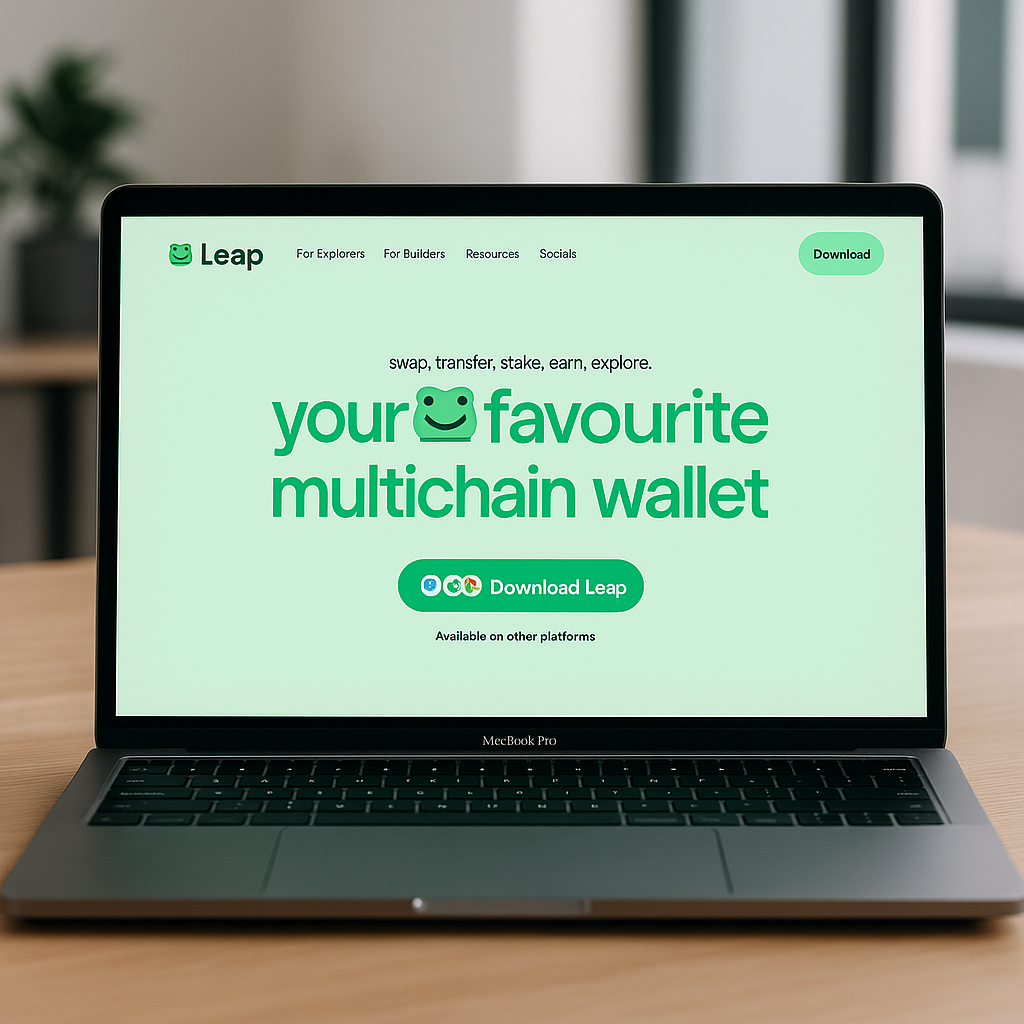 Leap
For Explorers
For Builders
Resources
Socials
Download
swap, transfer, stake, earn, explore.
your favourite
multichain wallet
Download Leap
Available on other platforms
MecBook Pro